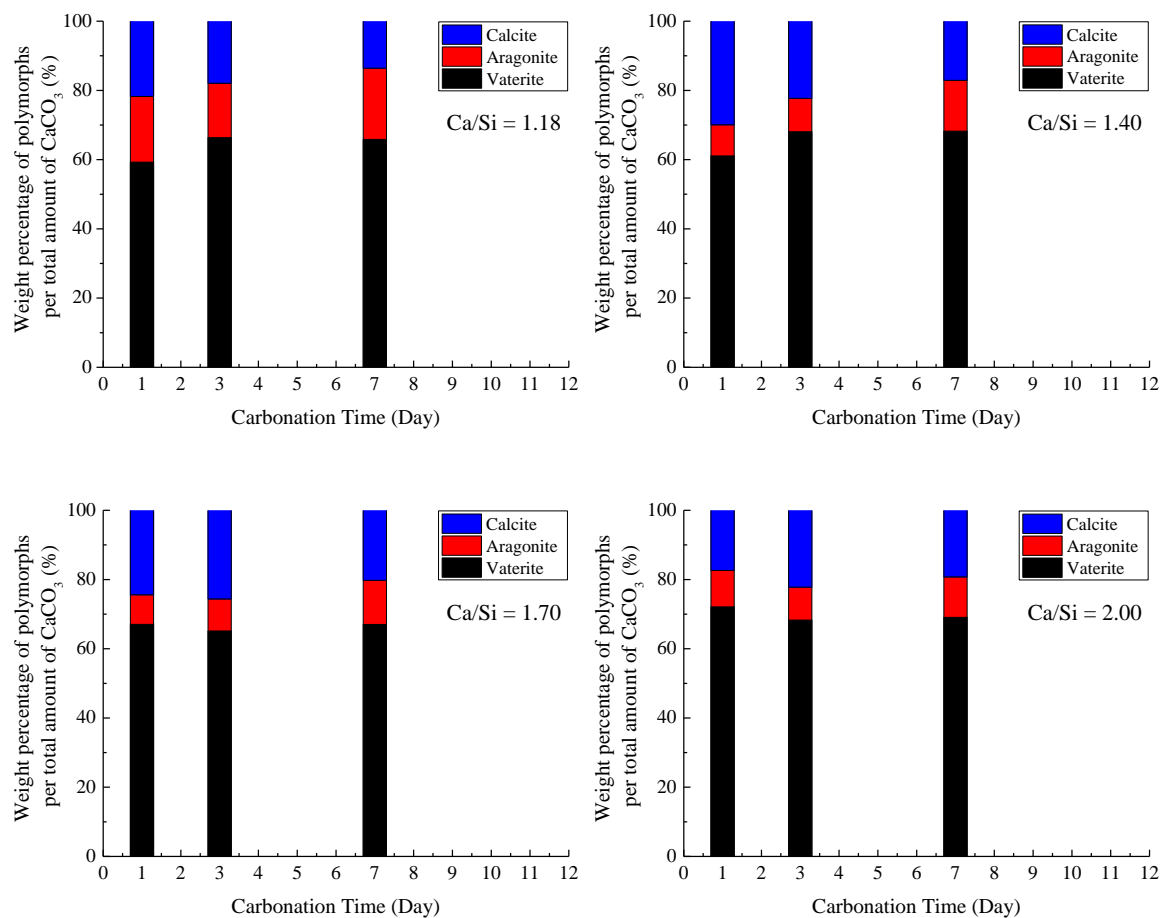 Weight percentage of polymorphs
per total amount of CaCO3 (%)
100
80
60
40
20
0
Calcite
Aragonite
Vaterite
Ca/Si = 1.18
0 1 2 3 4 5 6 7 8 9 10 11 12
Carbonation Time (Day)
Weight percentage of polymorphs
per total amount of CaCO3 (%)
100
80
60
40
20
0
Calcite
Aragonite
Vaterite
Ca/Si = 1.40
0 1 2 3 4 5 6 7 8 9 10 11 12
Carbonation Time (Day)
Weight percentage of polymorphs
per total amount of CaCO3 (%)
100
80
60
40
20
0
Calcite
Aragonite
Vaterite
Ca/Si = 1.70
0 1 2 3 4 5 6 7 8 9 10 11 12
Carbonation Time (Day)
Weight percentage of polymorphs
per total amount of CaCO3 (%)
100
80
60
40
20
0
Calcite
Aragonite
Vaterite
Ca/Si = 2.00
0 1 2 3 4 5 6 7 8 9 10 11 12
Carbonation Time (Day)